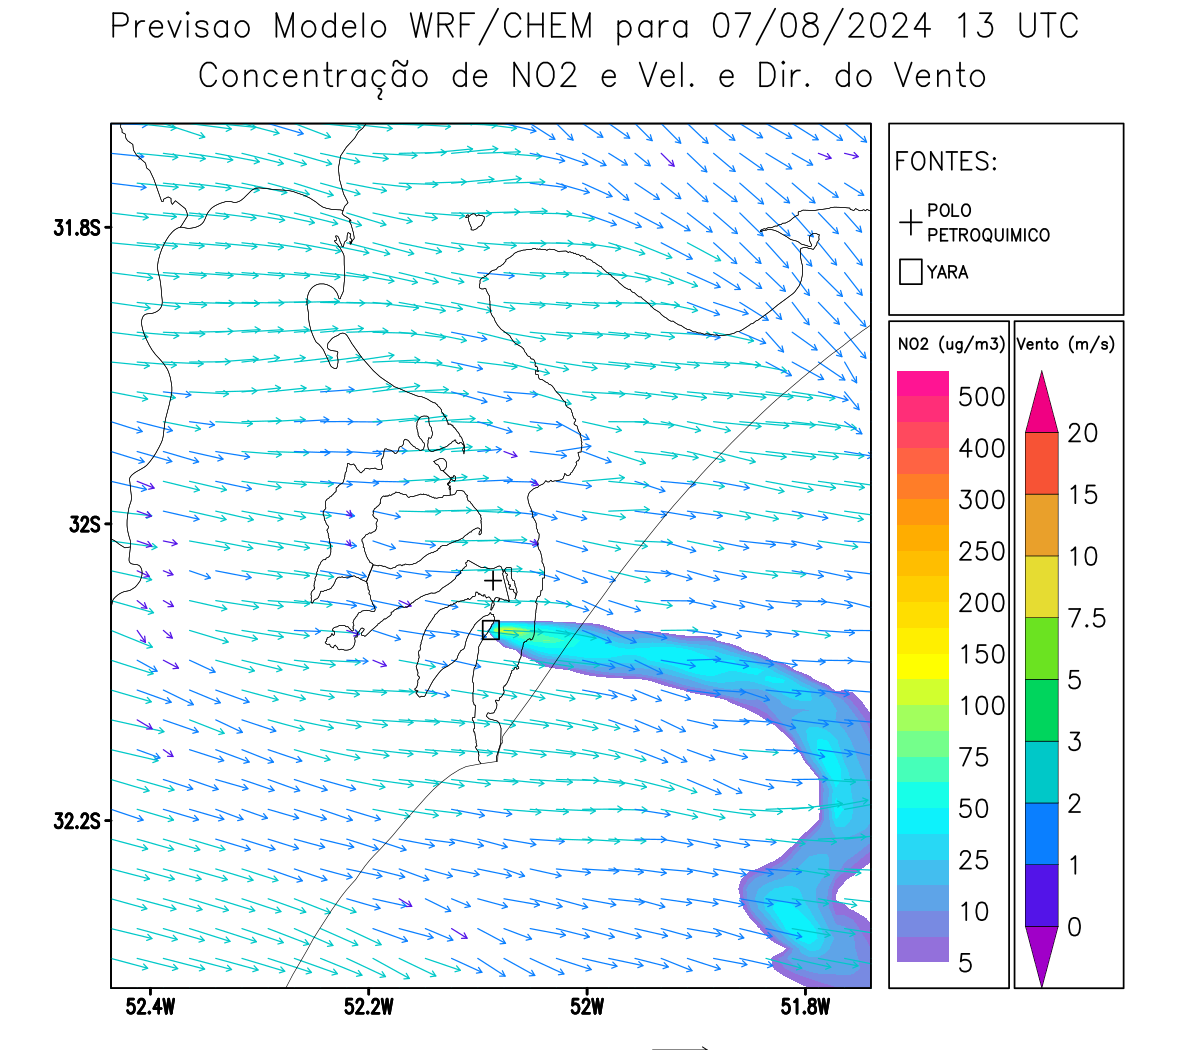 Previsao Modelo WRF/CHEM para 07/08/2024 13 UTC
Concentração de NO2 e Vel. e Dir. do Vento
FONTES:
POLO
PETROQUIMICO
YARA
NO2 (ug/m3)
500
400
300
250
200
150
100
75
50
25
10
5
Vento (m/s)
20
15
10
7.5
5
3
2
1
0
31.8S
32S
32.2S
52.4W
52.2W
52W
51.8W